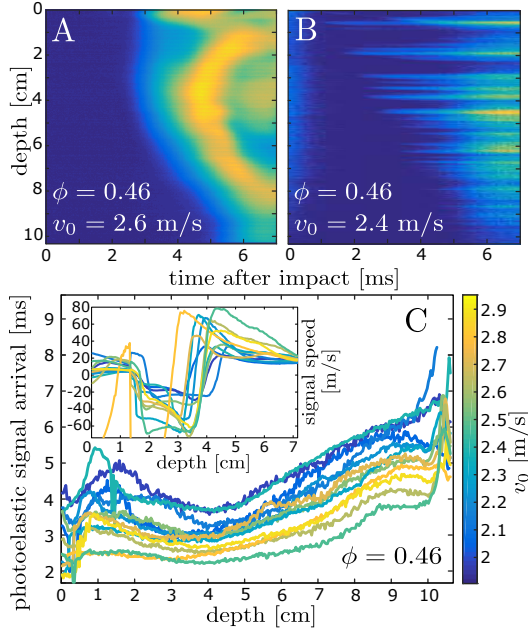 A
B
0
2
4
6
8
10
depth [cm]
ϕ = 0.46
v₀ = 2.6 m/s
ϕ = 0.46
v₀ = 2.4 m/s
0 2 4 6
0 2 4 6
time after impact [ms]
C
photoelastic signal arrival [ms]
9
8
7
6
5
4
3
2
80
60
40
20
0
-20
-40
-60
signal speed
[m/s]
0 1 2 3 4 5 6 7
depth [cm]
ϕ = 0.46
0 1 2 3 4 5 6 7 8 9 10
depth [cm]
2.9
2.8
2.7
2.6
2.5
2.4
2.3
2.2
2.1
2
v₀ [m/s]